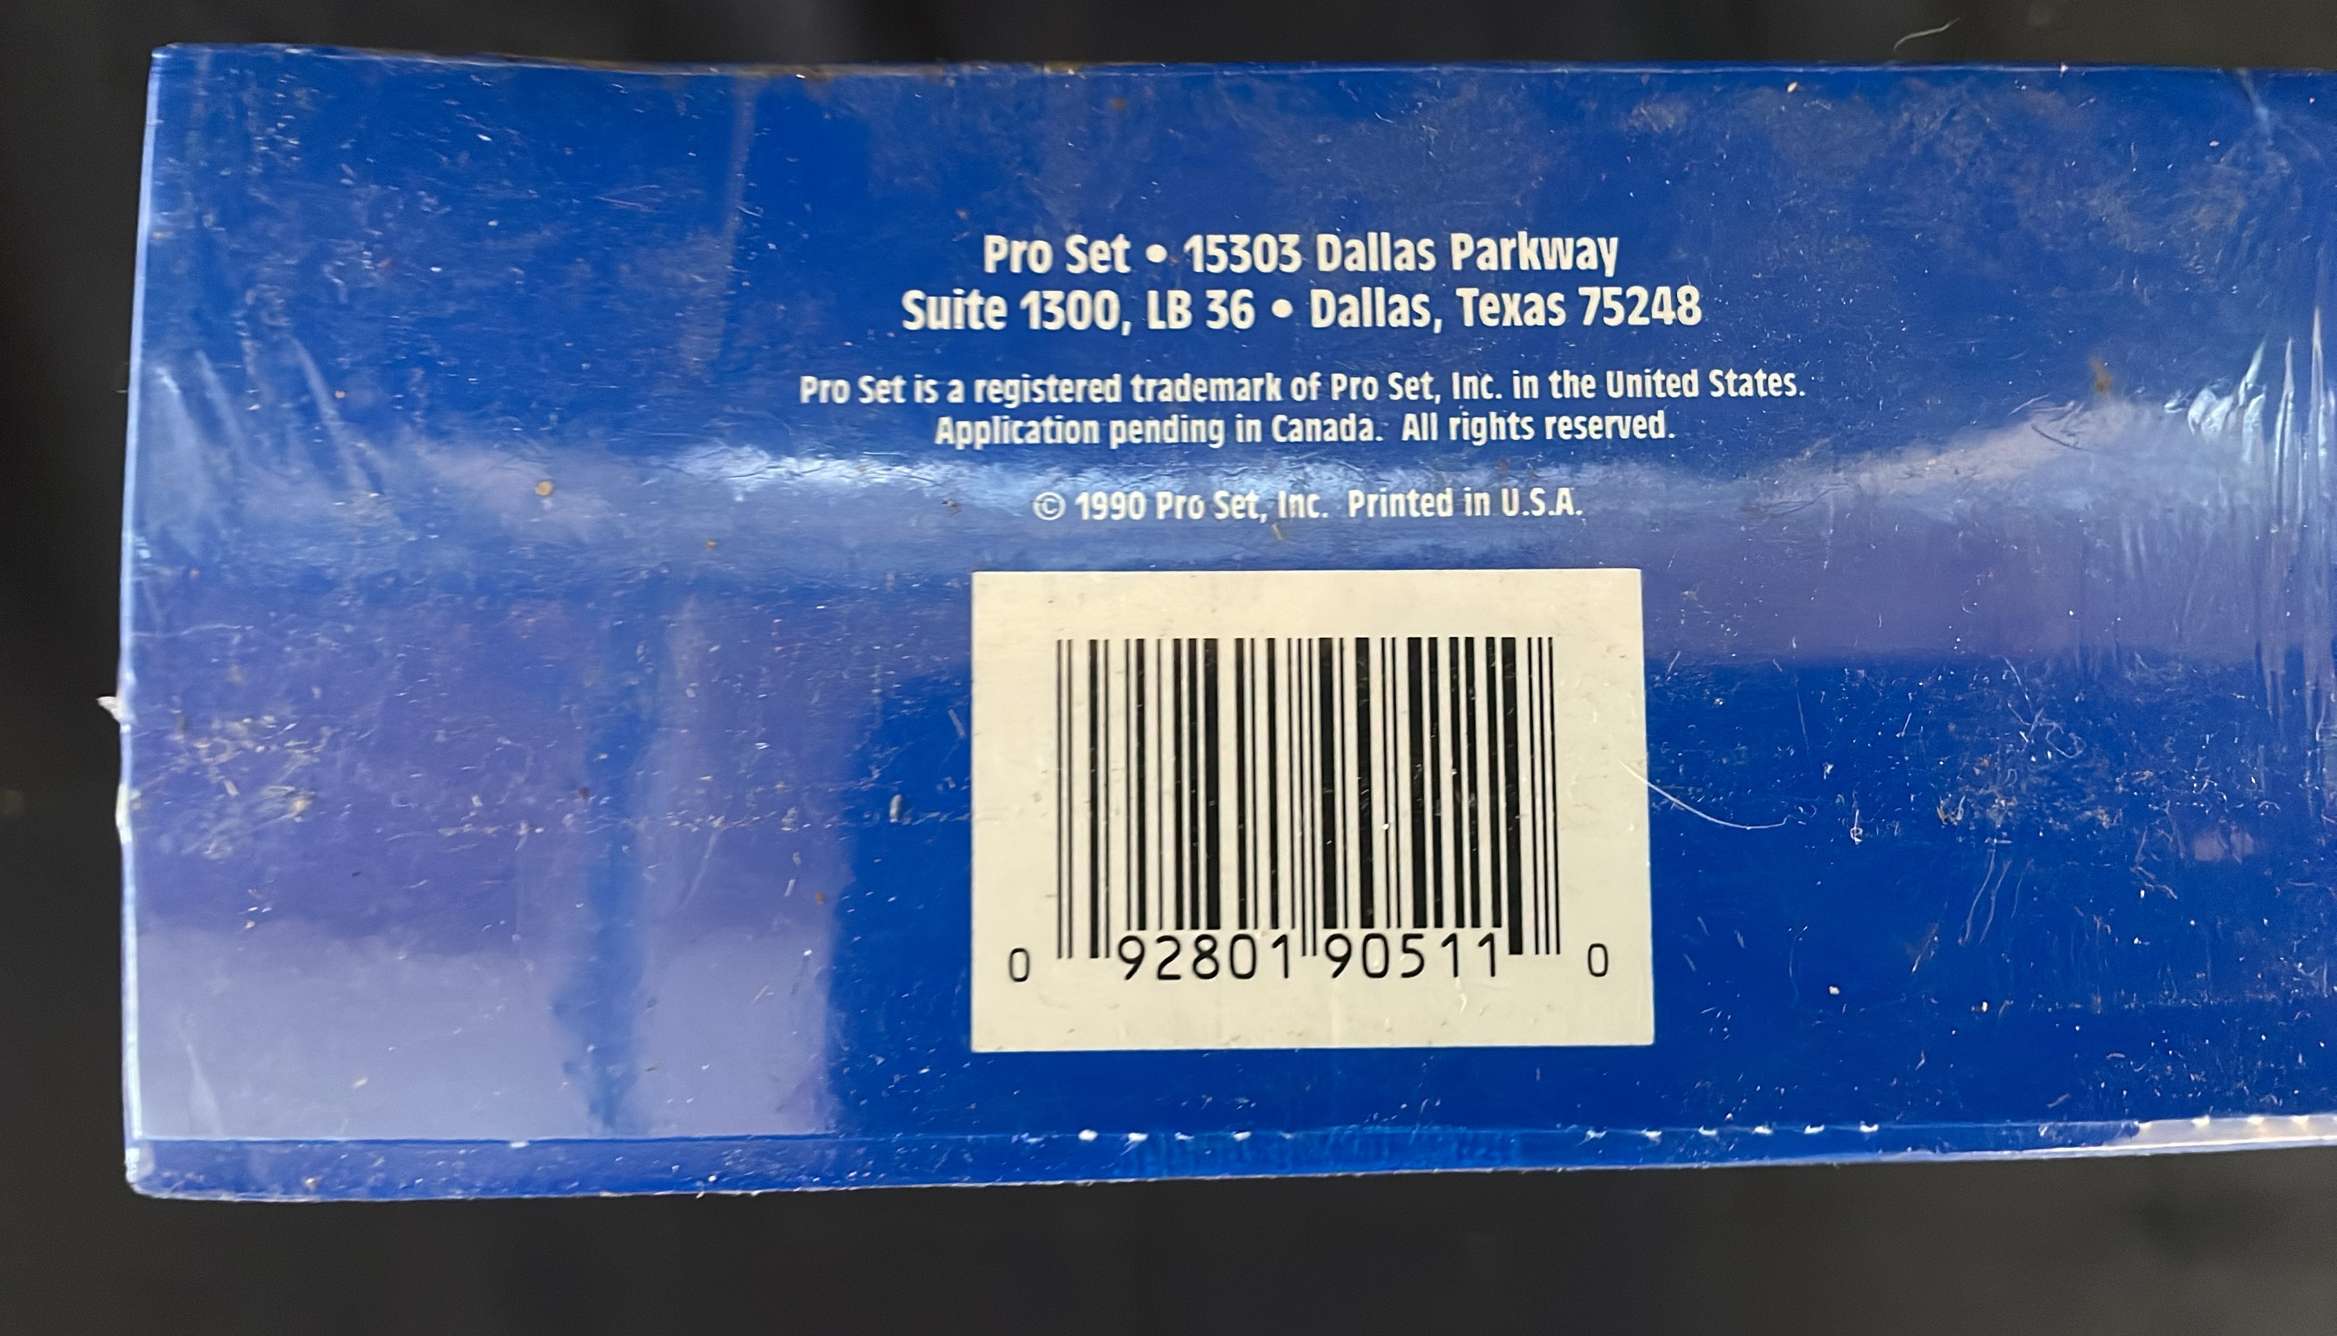 Pro Set • 15303 Dallas Parkway
Suite 1300, LB 36 • Dallas, Texas 75248
Pro Set is a registered trademark of Pro Set, Inc. in the United States.
Application pending in Canada. All rights reserved.
© 1990 Pro Set, Inc. Printed in U.S.A.
0 92801 90511 0